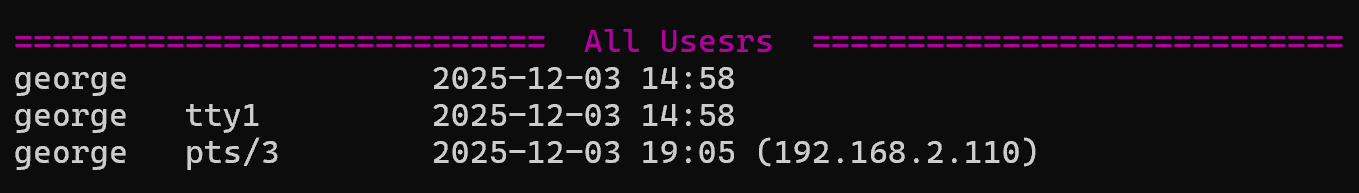 ============================  All Usesrs  ============================
george                2025-12-03 14:58
george   tty1         2025-12-03 14:58
george   pts/3        2025-12-03 19:05 (192.168.2.110)